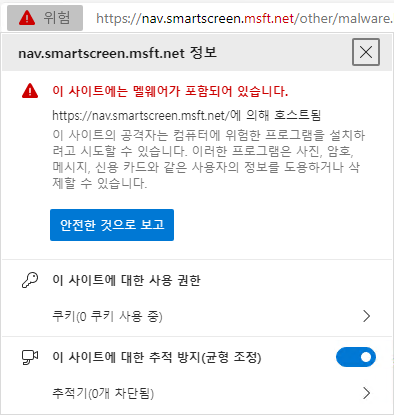 위험 https://nav.smartscreen.msft.net/other/malware.
nav.smartscreen.msft.net 정보
이 사이트에는 멜웨어가 포함되어 있습니다.
https://nav.smartscreen.msft.net/에 의해 호스트됨
이 사이트의 공격자는 컴퓨터에 위험한 프로그램을 설치하
려고 시도할 수 있습니다. 이러한 프로그램은 사진, 암호,
메시지, 신용 카드와 같은 사용자의 정보를 도용하거나 삭
제할 수 있습니다.
안전한 것으로 보고
이 사이트에 대한 사용 권한
쿠키(0 쿠키 사용 중)
이 사이트에 대한 추적 방지(균형 조정)
추적기(0개 차단됨)